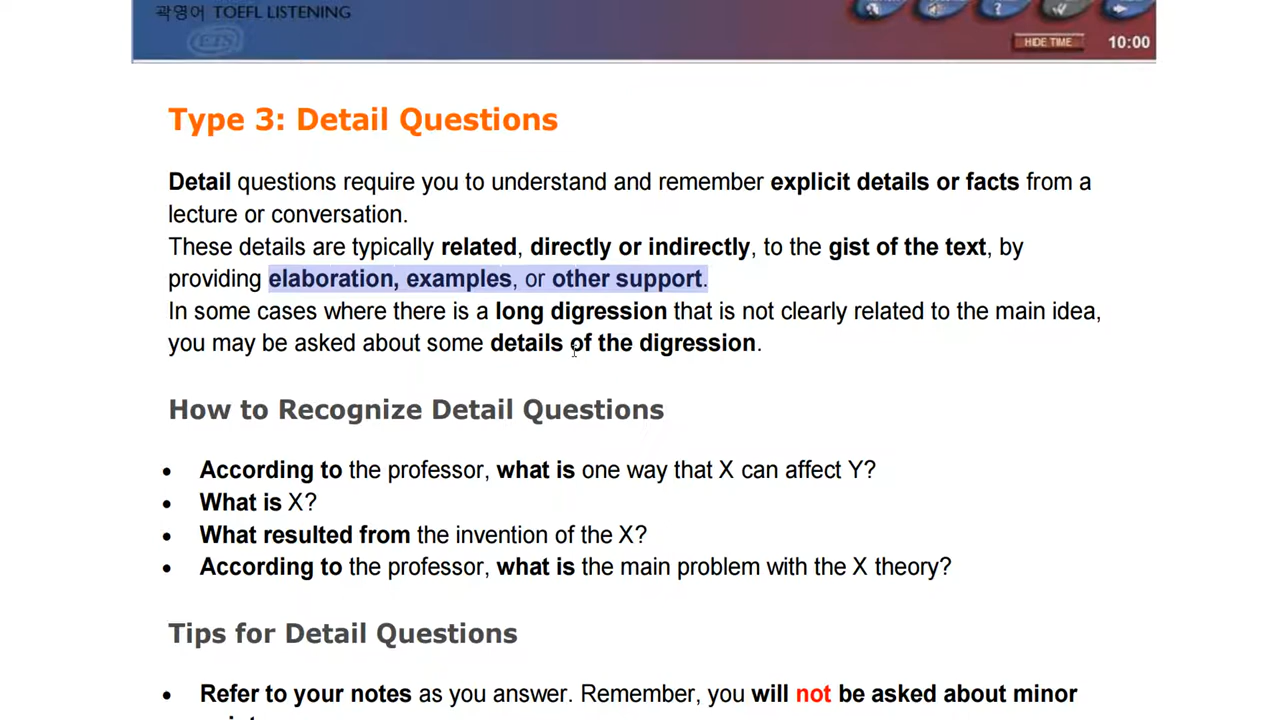 곽영어 TOEFL LISTENING
ETS
HIDE TIME 10:00
Type 3: Detail Questions
Detail questions require you to understand and remember explicit details or facts from a
lecture or conversation.
These details are typically related, directly or indirectly, to the gist of the text, by
providing elaboration, examples, or other support.
In some cases where there is a long digression that is not clearly related to the main idea,
you may be asked about some details of the digression.
How to Recognize Detail Questions
• According to the professor, what is one way that X can affect Y?
• What is X?
• What resulted from the invention of the X?
• According to the professor, what is the main problem with the X theory?
Tips for Detail Questions
• Refer to your notes as you answer. Remember, you will not be asked about minor